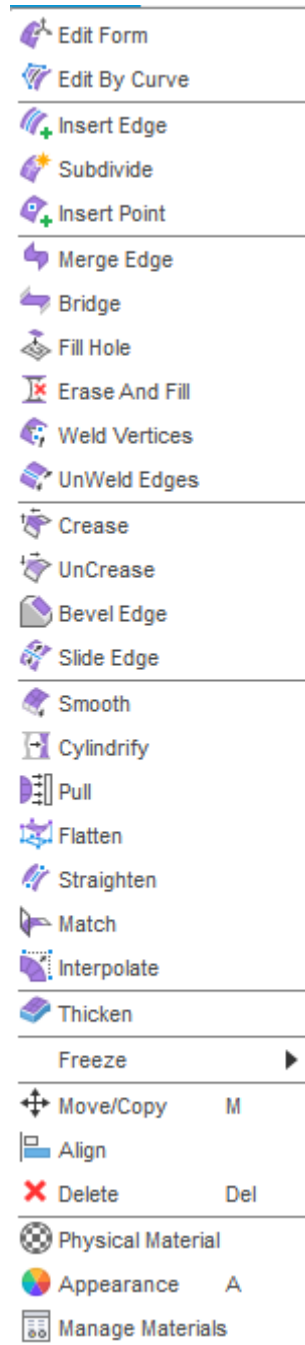 Edit Form
Edit By Curve
Insert Edge
Subdivide
Insert Point
Merge Edge
Bridge
Fill Hole
Erase And Fill
Weld Vertices
UnWeld Edges
Crease
UnCrease
Bevel Edge
Slide Edge
Smooth
Cylindrify
Pull
Flatten
Straighten
Match
Interpolate
Thicken
Freeze
Move/Copy M
Align
Delete Del
Physical Material
Appearance A
Manage Materials